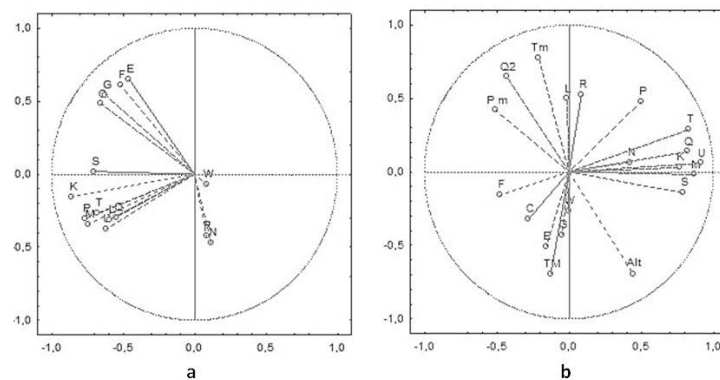 1,0
E
F
G
0,5
S
0,0
W
K
T
N
-0,5
-1,0
-1,0 -0,5 0,0 0,5 1,0
a
1,0
Tm
Q2
L R
0,5
P m
P
T
Q
N
U
K
M
0,0
F
S
C
E
G
-0,5
TM
Alt
-1,0
-1,0 -0,5 0,0 0,5 1,0
b